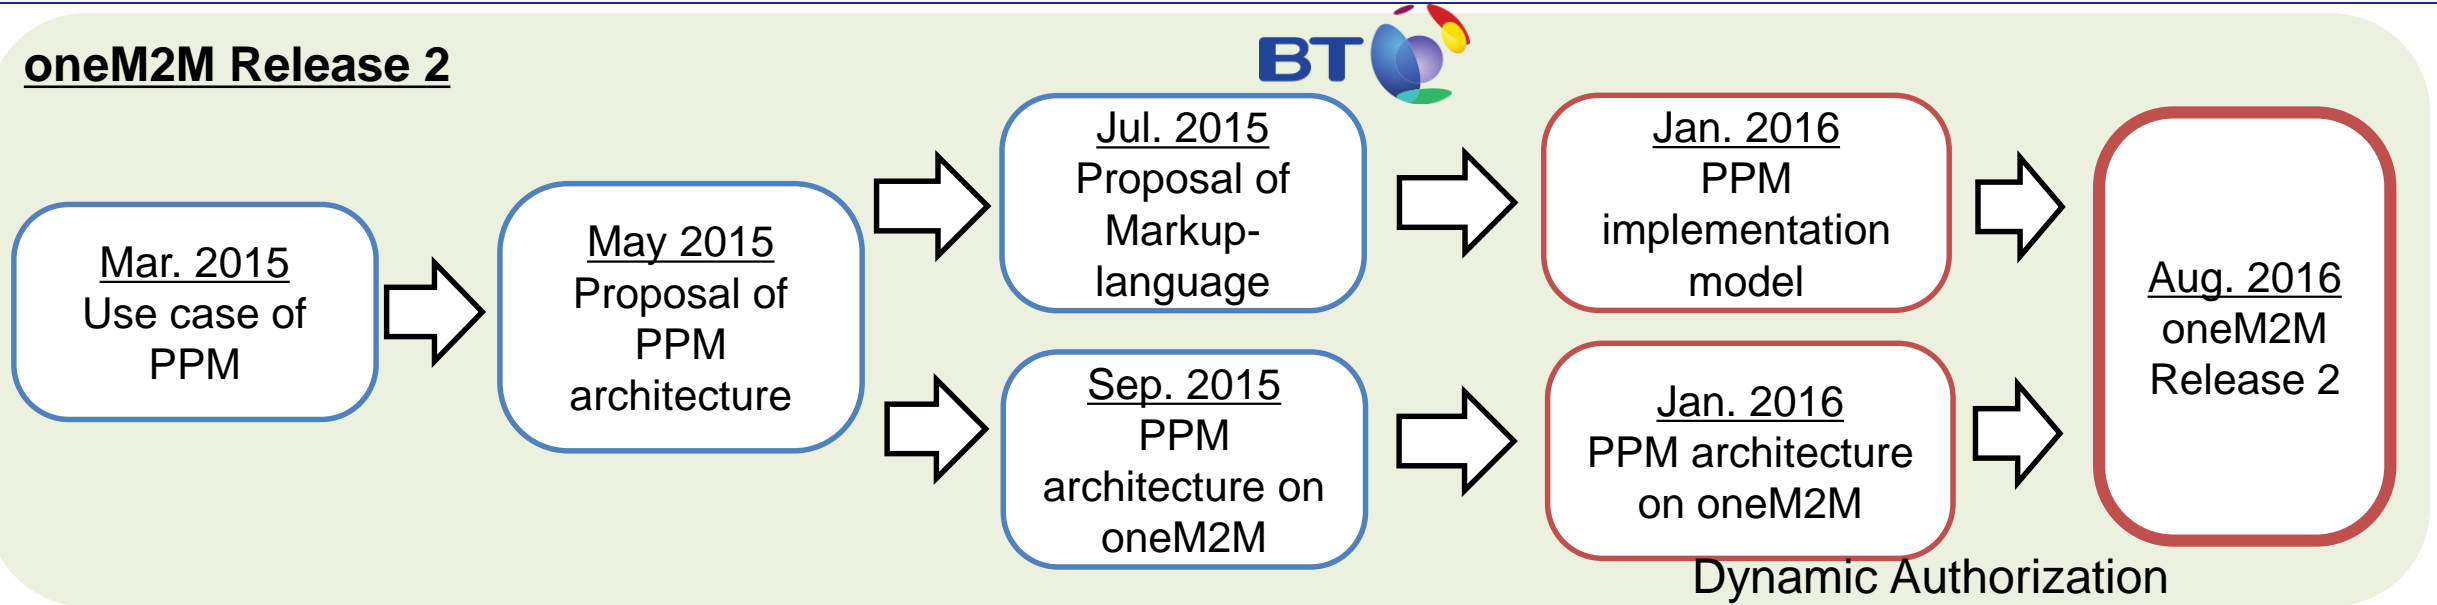 oneM2M Release 2
BT
Mar. 2015
Use case of
PPM
May 2015
Proposal of
PPM
architecture
Jul. 2015
Proposal of
Markup-
language
Sep. 2015
PPM
architecture on
oneM2M
Jan. 2016
PPM
implementation
model
Jan. 2016
PPM architecture
on oneM2M
Dynamic Authorization
Aug. 2016
oneM2M
Release 2